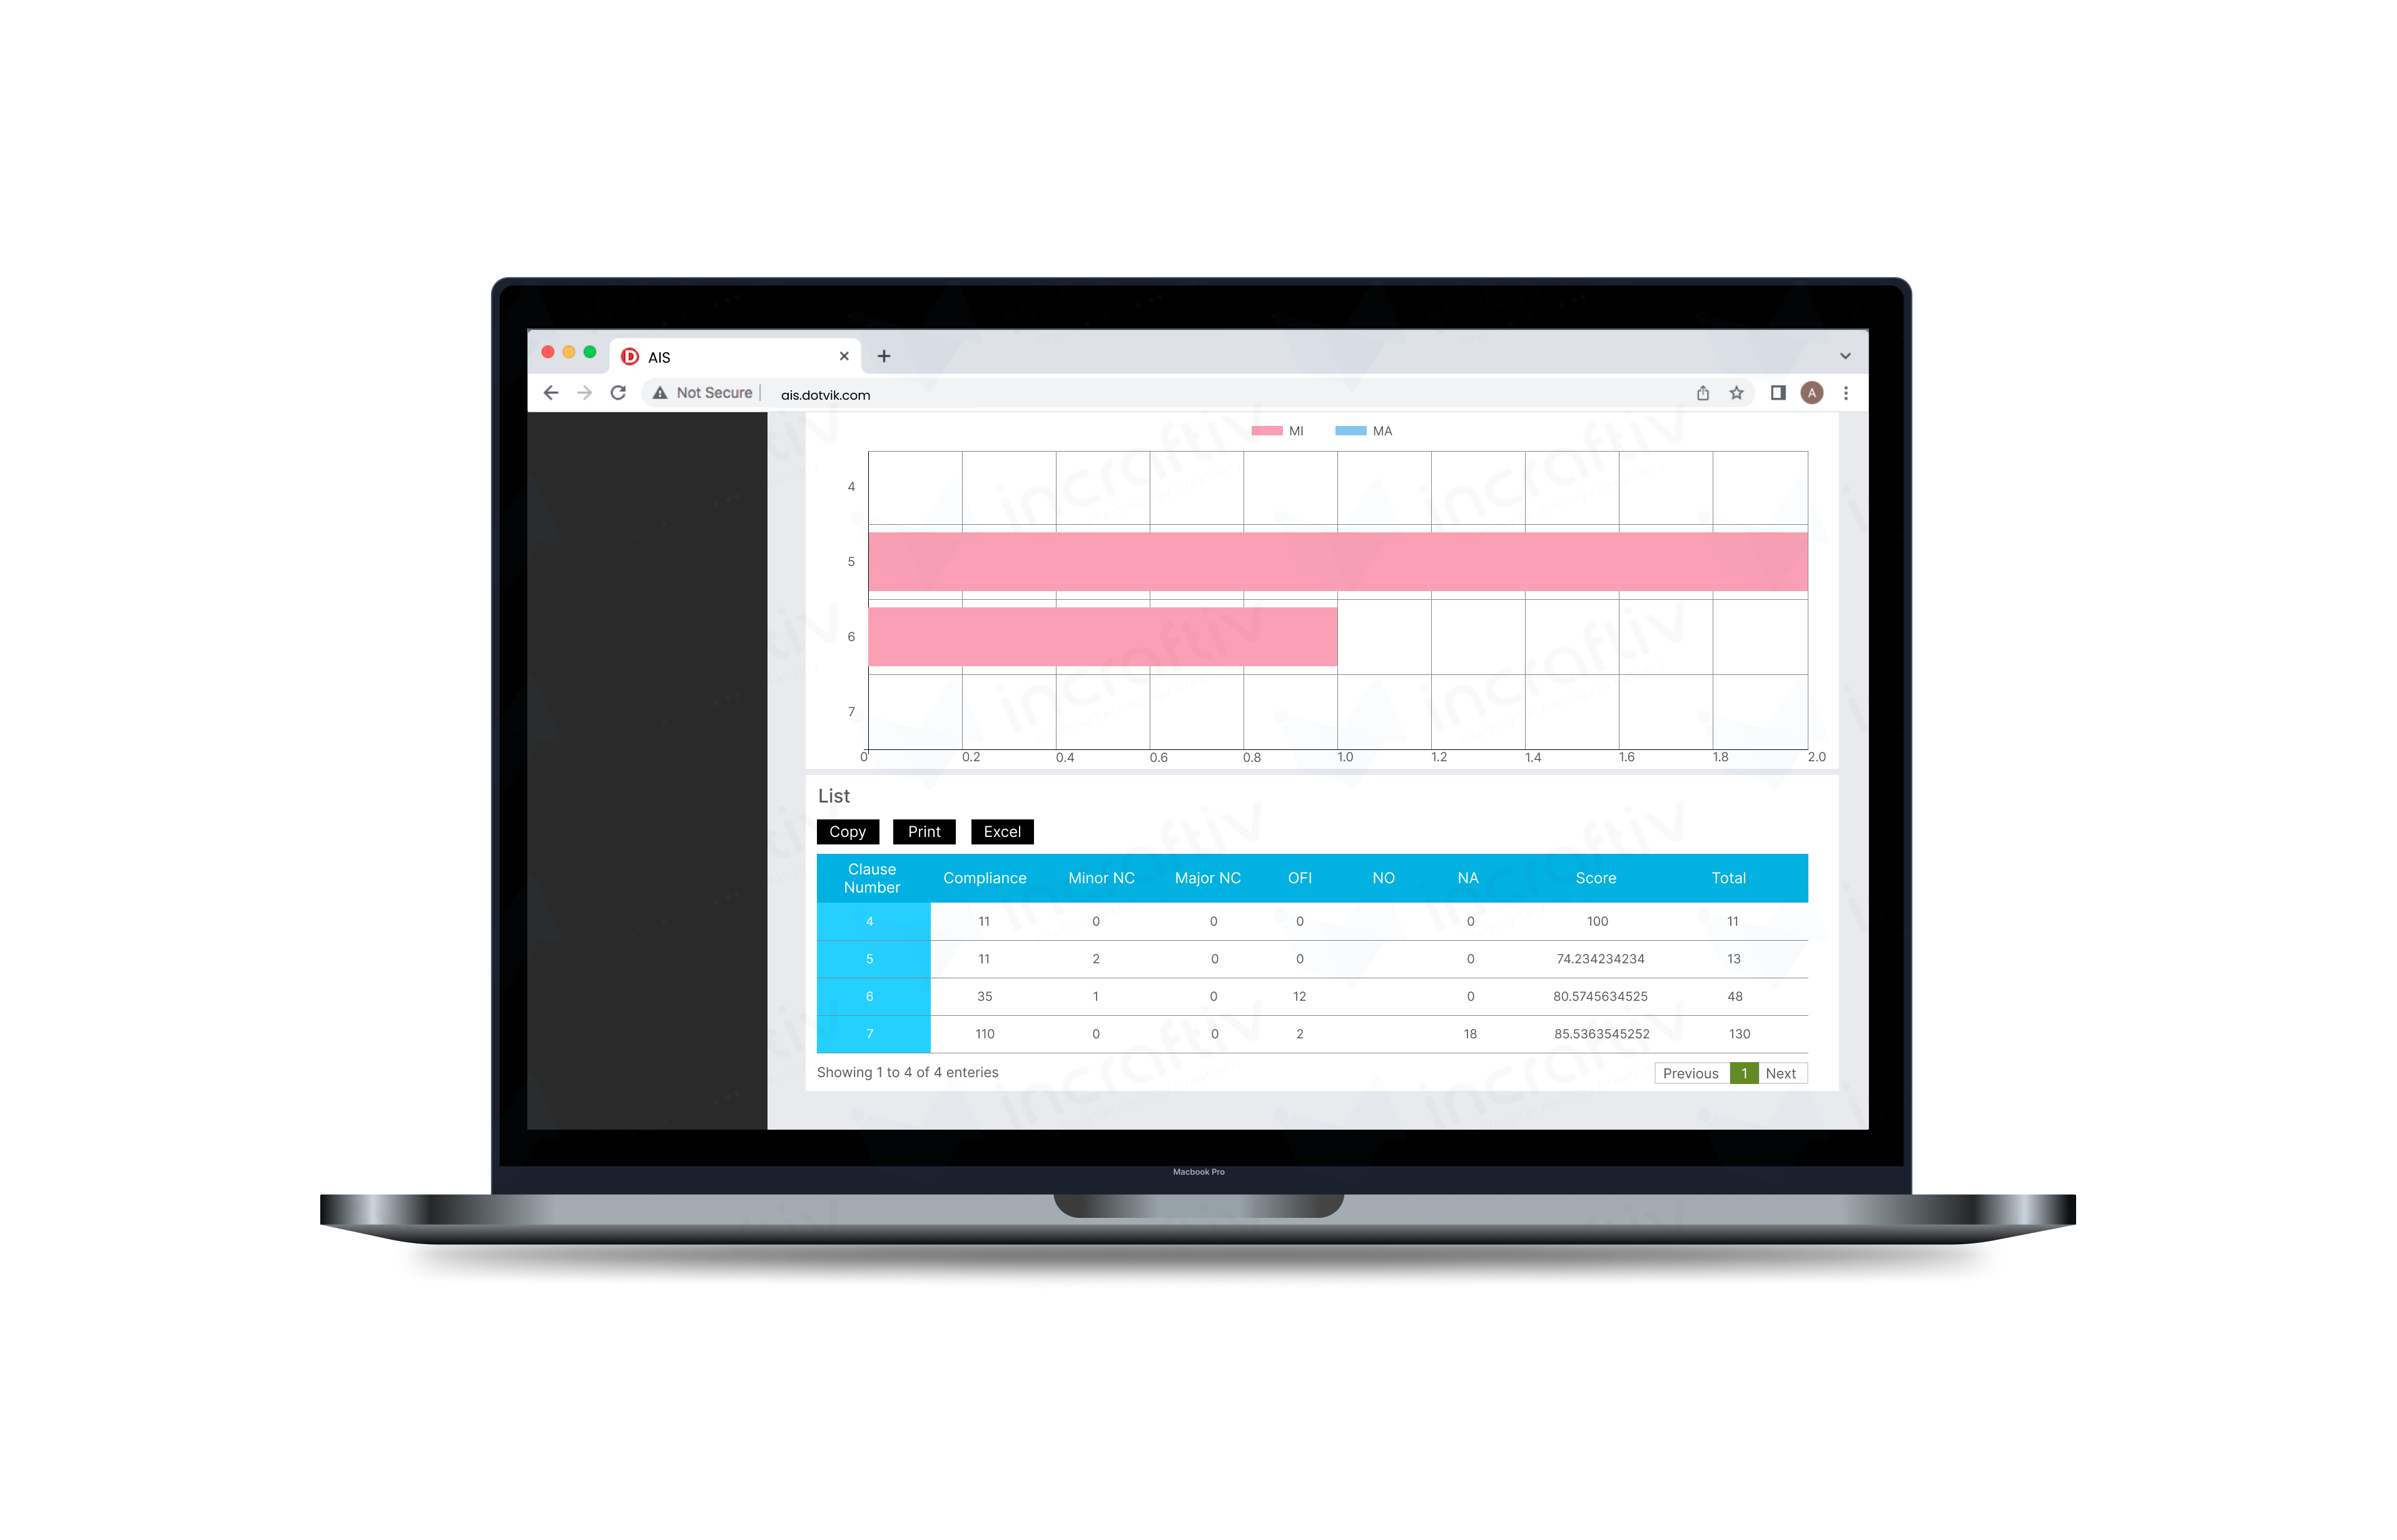 AIS
Not Secure
ais.dotvik.com
A
MI MA
4
5
6
7
0 0.2 0.4 0.6 0.8 1.0 1.2 1.4 1.6 1.8 2.0
List
Copy Print Excel
Clause Number Compliance Minor NC Major NC OFI NO NA Score Total
4 11 0 0 0 0 100 11
5 11 2 0 0 0 74.234234234 13
6 35 1 0 12 0 80.5745634525 48
7 110 0 0 2 18 85.5363545252 130
Showing 1 to 4 of 4 enteries
Previous 1 Next
Macbook Pro
incraftiv